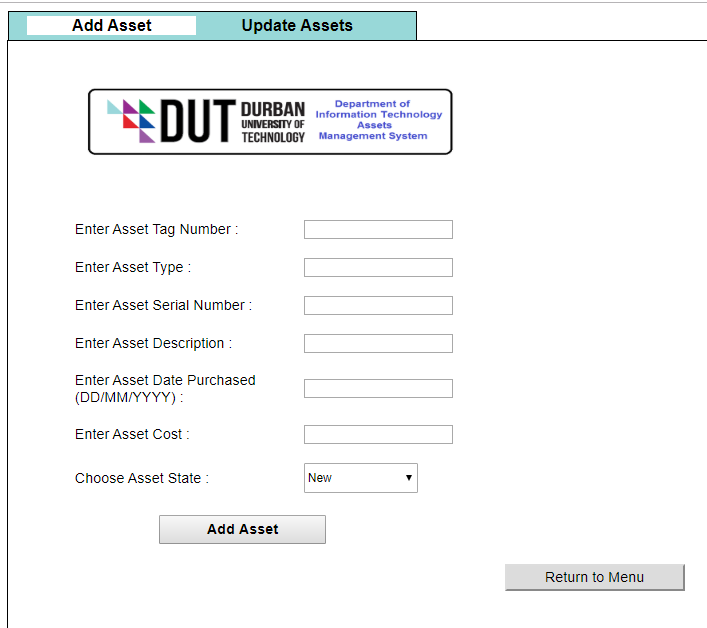 Add Asset Update Assets
DUT DURBAN UNIVERSITY OF TECHNOLOGY
Department of
Information Technology
Assets
Management System
Enter Asset Tag Number :
Enter Asset Type :
Enter Asset Serial Number :
Enter Asset Description :
Enter Asset Date Purchased
(DD/MM/YYYY) :
Enter Asset Cost :
Choose Asset State : New
Add Asset
Return to Menu